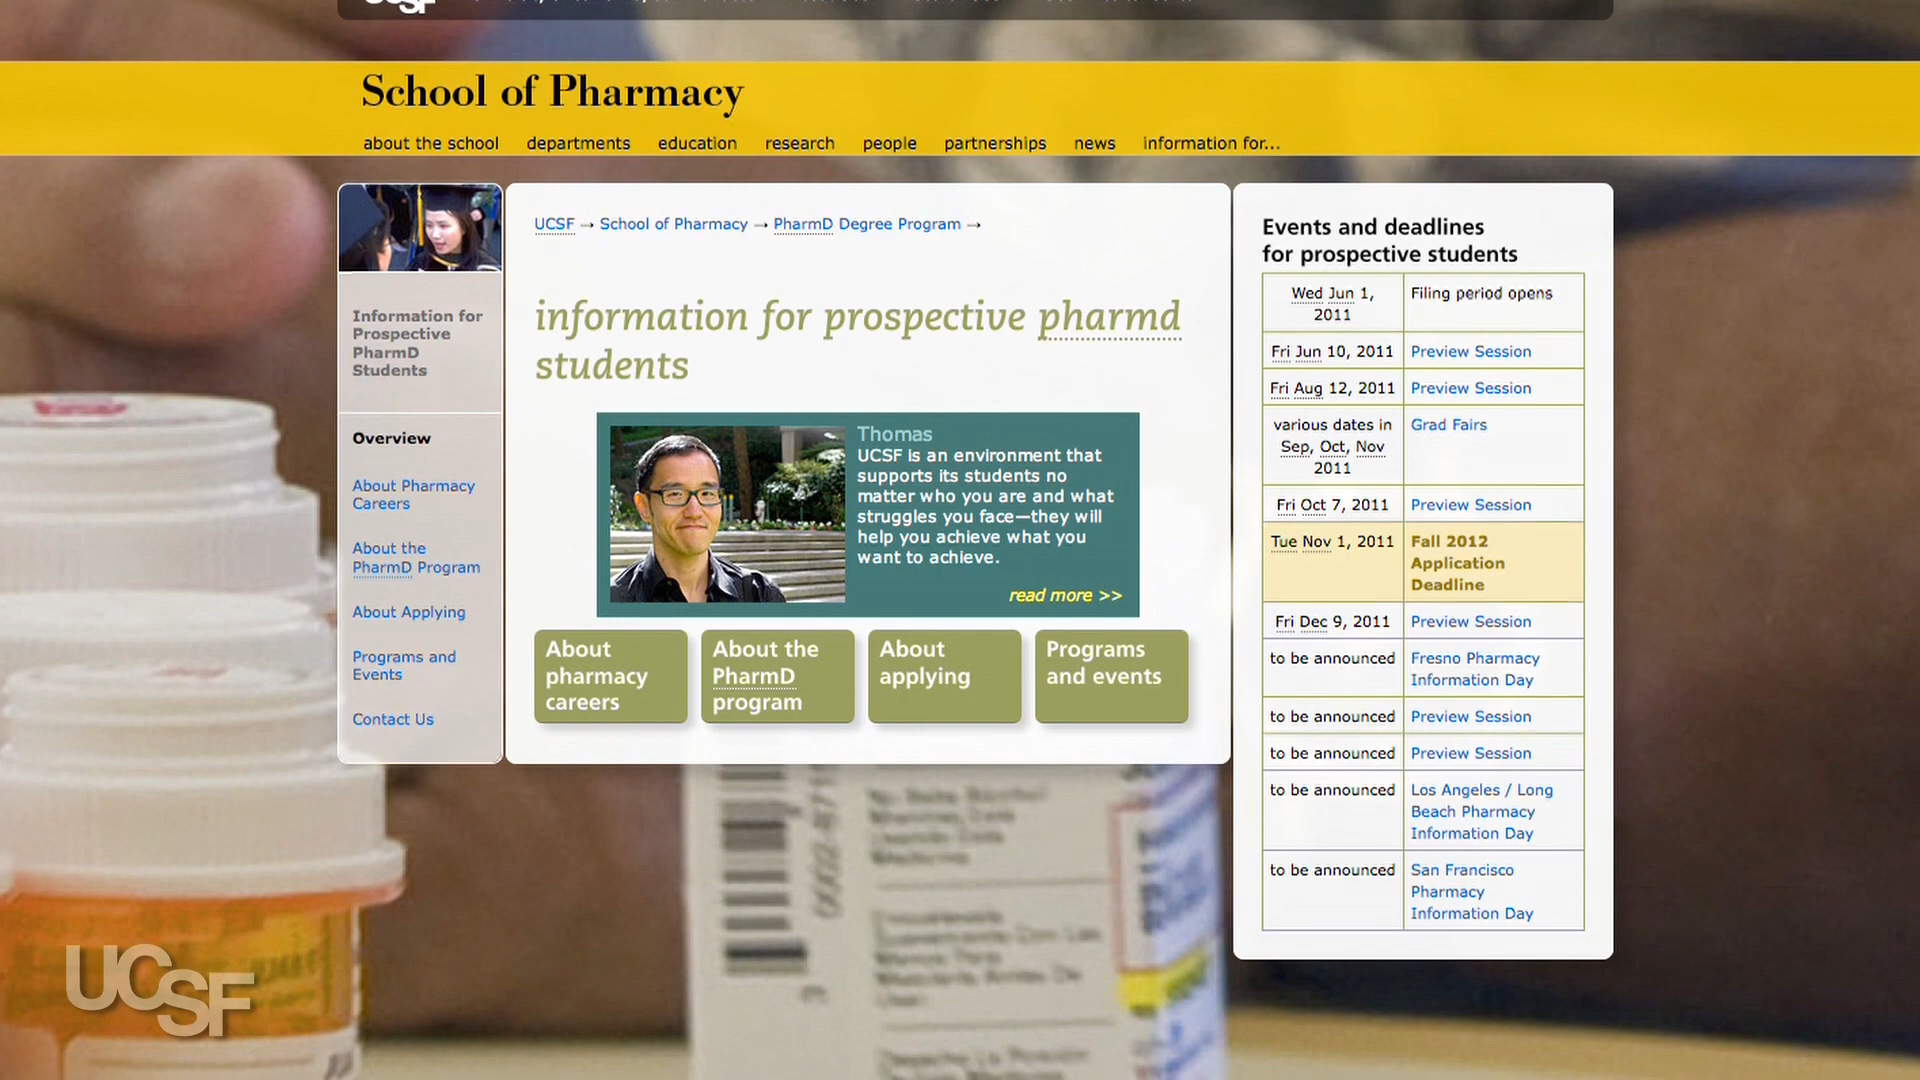 UCSF
School of Pharmacy
about the school departments education research people partnerships news information for...
UCSF → School of Pharmacy → PharmD Degree Program →
Information for
Prospective
PharmD
Students
Overview
About Pharmacy
Careers
About the
PharmD Program
About Applying
Programs and
Events
Contact Us
information for prospective pharmd
students
Thomas
UCSF is an environment that
supports its students no
matter who you are and what
struggles you face—they will
help you achieve what you
want to achieve.
read more >>
About
pharmacy
careers
About the
PharmD
program
About
applying
Programs
and events
Events and deadlines
for prospective students
Wed Jun 1,
2011
Filing period opens
Fri Jun 10, 2011 Preview Session
Fri Aug 12, 2011 Preview Session
various dates in
Sep, Oct, Nov
2011
Grad Fairs
Fri Oct 7, 2011 Preview Session
Tue Nov 1, 2011
Fall 2012
Application
Deadline
Fri Dec 9, 2011 Preview Session
to be announced
Fresno Pharmacy
Information Day
to be announced Preview Session
to be announced Preview Session
to be announced
Los Angeles / Long
Beach Pharmacy
Information Day
to be announced
San Francisco
Pharmacy
Information Day
UCSF